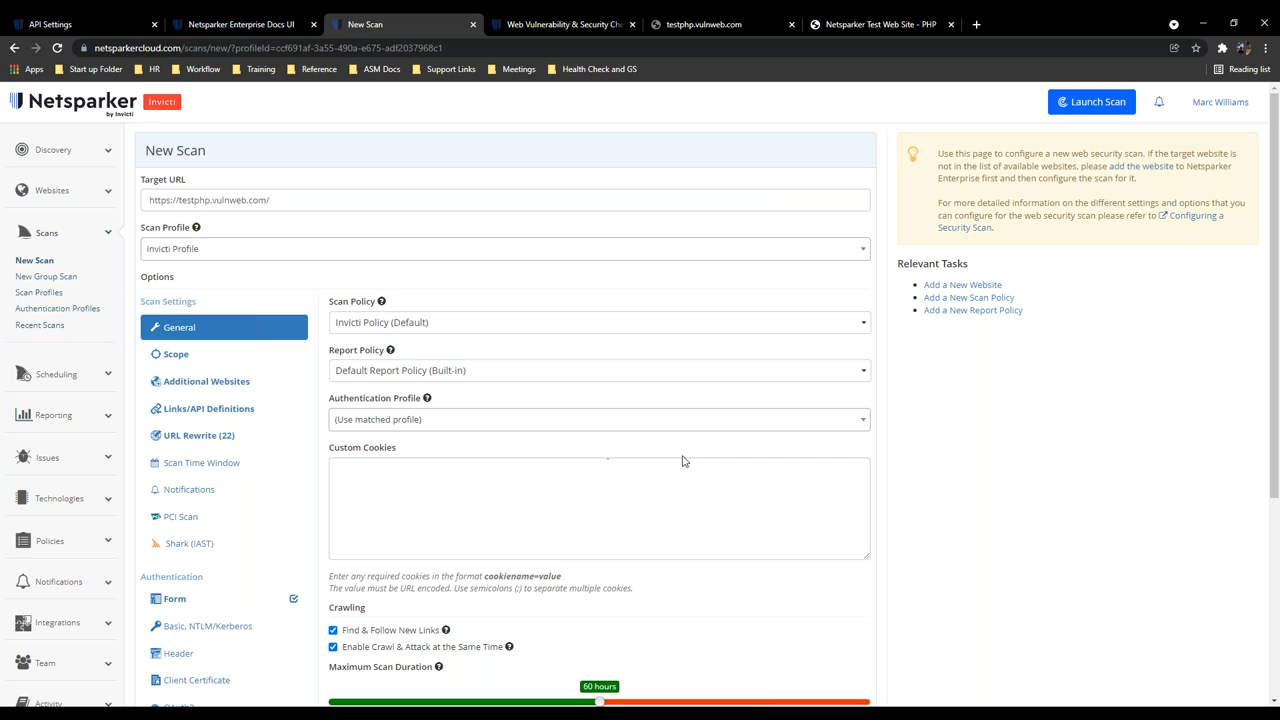 API Settings
Netsparker Enterprise Docs UI
New Scan
Web Vulnerability & Security Che
testphp.vulnweb.com
Netsparker Test Web Site - PHP
netsparkercloud.com/scans/new/?profileId=ccf691af-3a55-490a-e675-adf2037968c1
Apps
Start up Folder
HR
Workflow
Training
Reference
ASM Docs
Support Links
Meetings
Health Check and GS
Reading list
Netsparker
by Invicti
Invicti
Launch Scan
Marc Williams
Discovery
Websites
Scans
New Scan
New Group Scan
Scan Profiles
Authentication Profiles
Recent Scans
Scheduling
Reporting
Issues
Technologies
Policies
Notifications
Integrations
Team
Activity
New Scan
Target URL
https://testphp.vulnweb.com/
Scan Profile
Invicti Profile
Options
Scan Settings
General
Scope
Additional Websites
Links/API Definitions
URL Rewrite (22)
Scan Time Window
Notifications
PCI Scan
Shark (IAST)
Authentication
Form
Basic, NTLM/Kerberos
Header
Client Certificate
Scan Policy
Invicti Policy (Default)
Report Policy
Default Report Policy (Built-in)
Authentication Profile
(Use matched profile)
Custom Cookies
Enter any required cookies in the format cookiename=value
The value must be URL encoded. Use semicolons (;) to separate multiple cookies.
Crawling
Find & Follow New Links
Enable Crawl & Attack at the Same Time
Maximum Scan Duration
60 hours
Use this page to configure a new web security scan. If the target website is
not in the list of available websites, please add the website to Netsparker
Enterprise first and then configure the scan for it.
For more detailed information on the different settings and options that you
can configure for the web security scan please refer to Configuring a
Security Scan.
Relevant Tasks
Add a New Website
Add a New Scan Policy
Add a New Report Policy